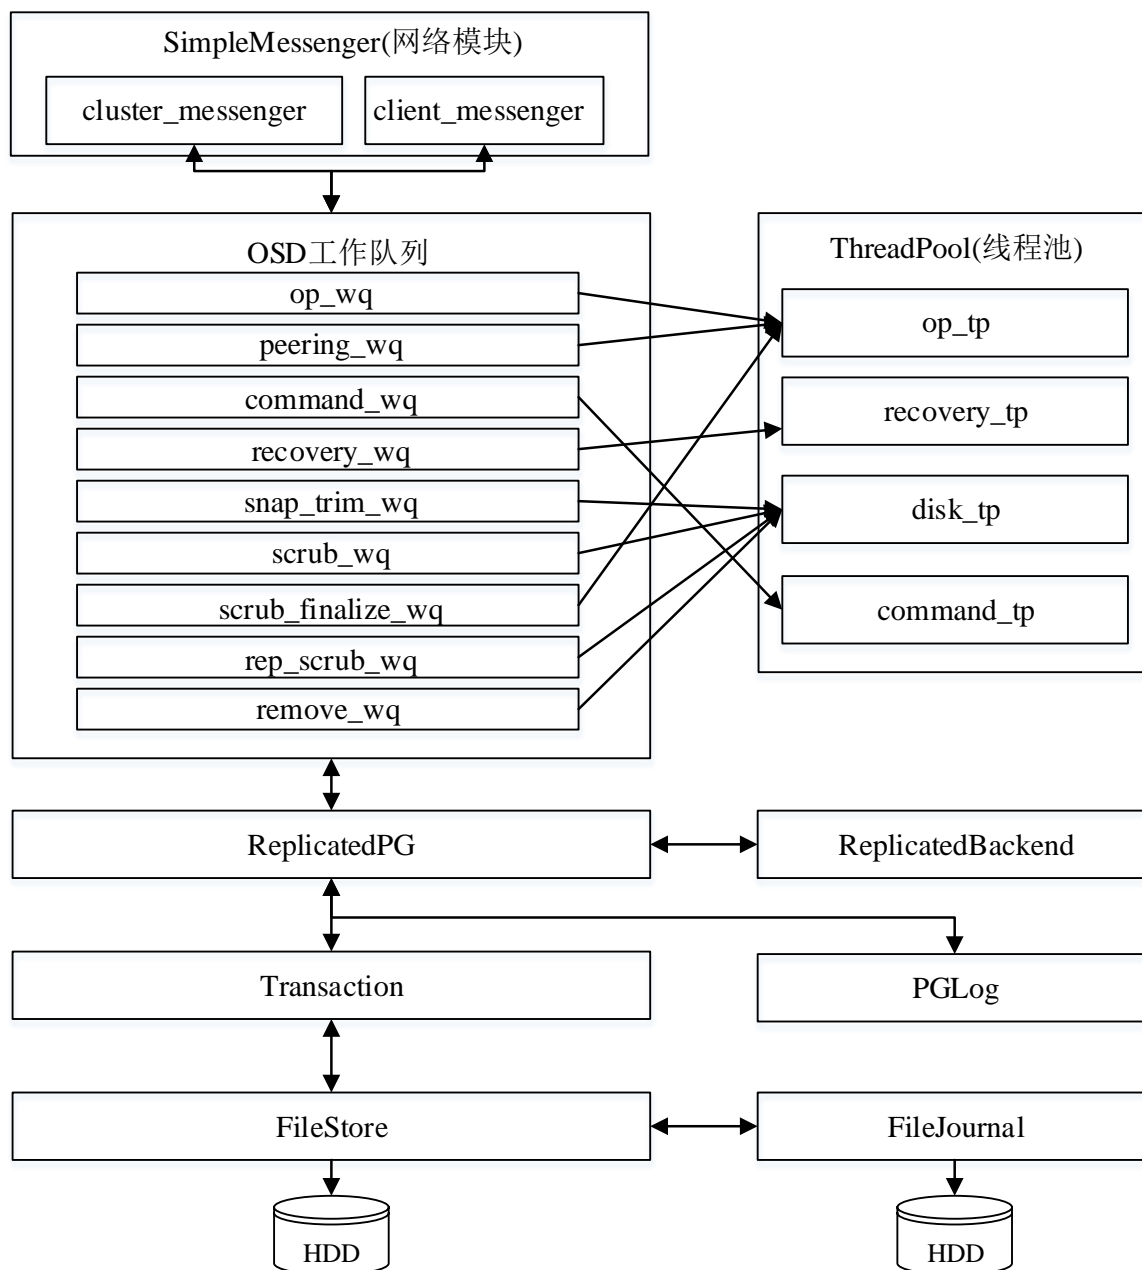 SimpleMessenger(网络模块)
cluster_messenger
client_messenger
OSD工作队列
op_wq
peering_wq
command_wq
recovery_wq
snap_trim_wq
scrub_wq
scrub_finalize_wq
rep_scrub_wq
remove_wq
ThreadPool(线程池)
op_tp
recovery_tp
disk_tp
command_tp
ReplicatedPG
ReplicatedBackend
Transaction
PGLog
FileStore
FileJournal
HDD
HDD